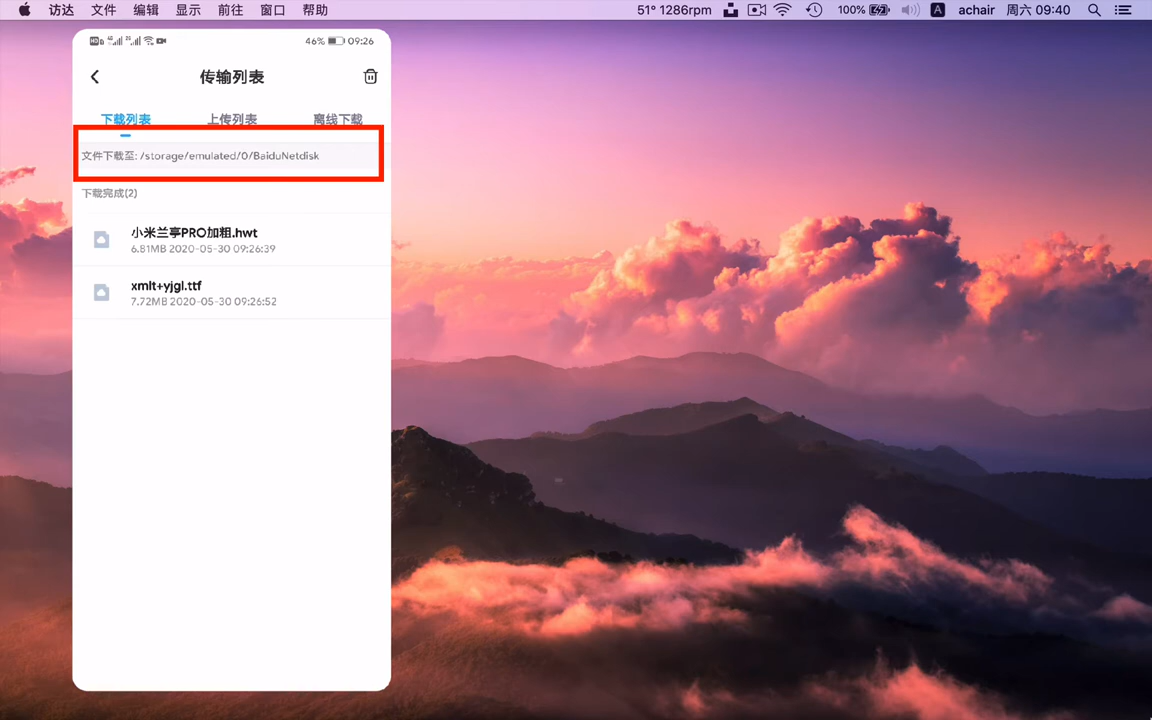 访达 文件 编辑 显示 前往 窗口 帮助 51° 1286rpm 100% A achair 周六 09:40
46% 09:26
传输列表
下载列表 上传列表 离线下载
文件下载至: /storage/emulated/0/BaiduNetdisk
下载完成(2)
小米兰亭PRO加粗.hwt
6.81MB 2020-05-30 09:26:39
xmlt+yjgl.ttf
7.72MB 2020-05-30 09:26:52